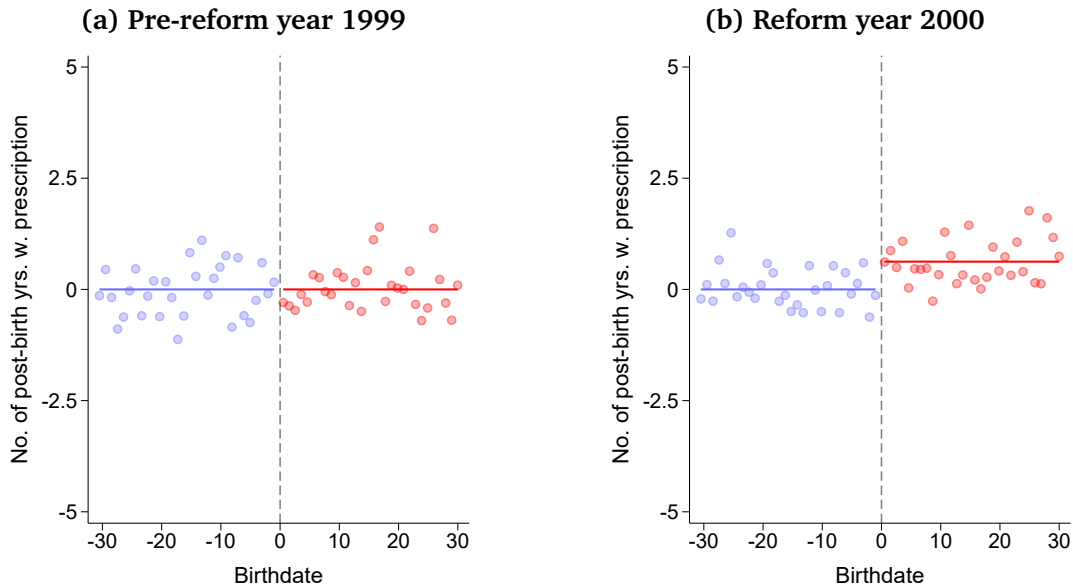 (a) Pre-reform year 1999
No. of post-birth yrs. w. prescription
5
2.5
0
-2.5
-5
-30 -20 -10 0 10 20 30
Birthdate
(b) Reform year 2000
No. of post-birth yrs. w. prescription
5
2.5
0
-2.5
-5
-30 -20 -10 0 10 20 30
Birthdate